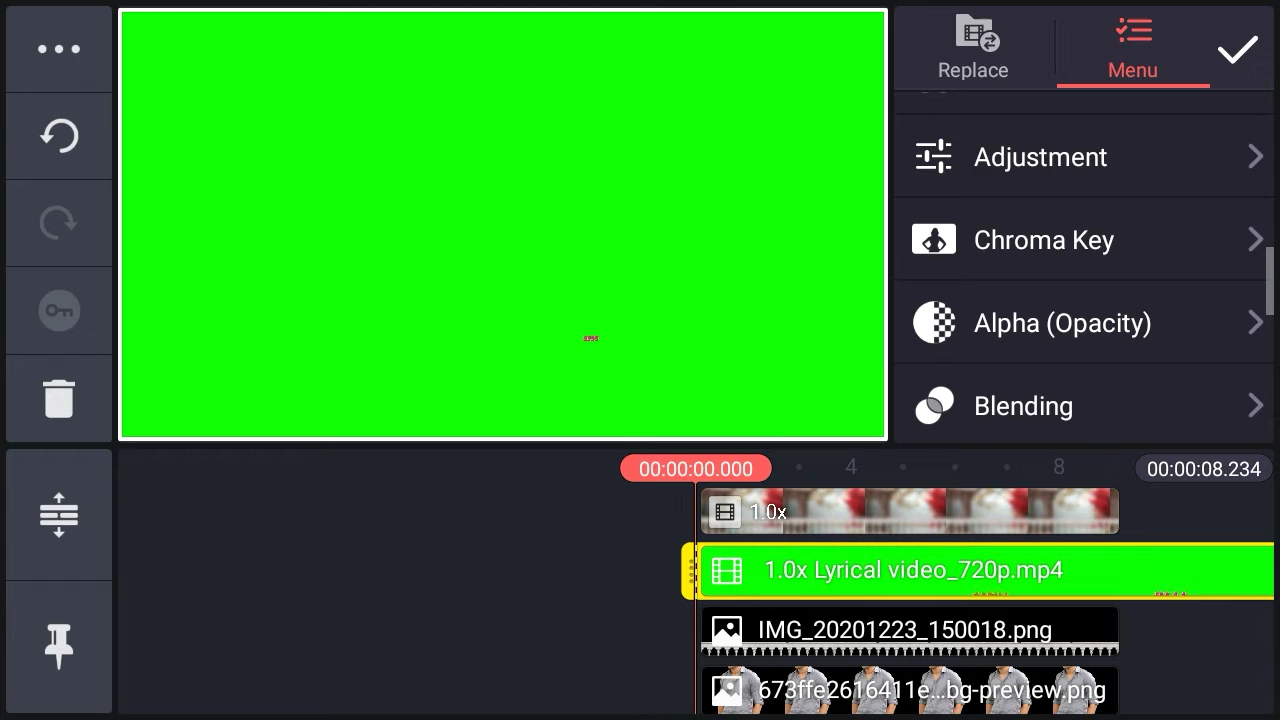 Replace
Menu
Adjustment
Chroma Key
Alpha (Opacity)
Blending
00:00:00.000
4
8
00:00:08.234
1.0x
1.0x Lyrical video_720p.mp4
IMG_20201223_150018.png
673ffe2616411e...bg-preview.png